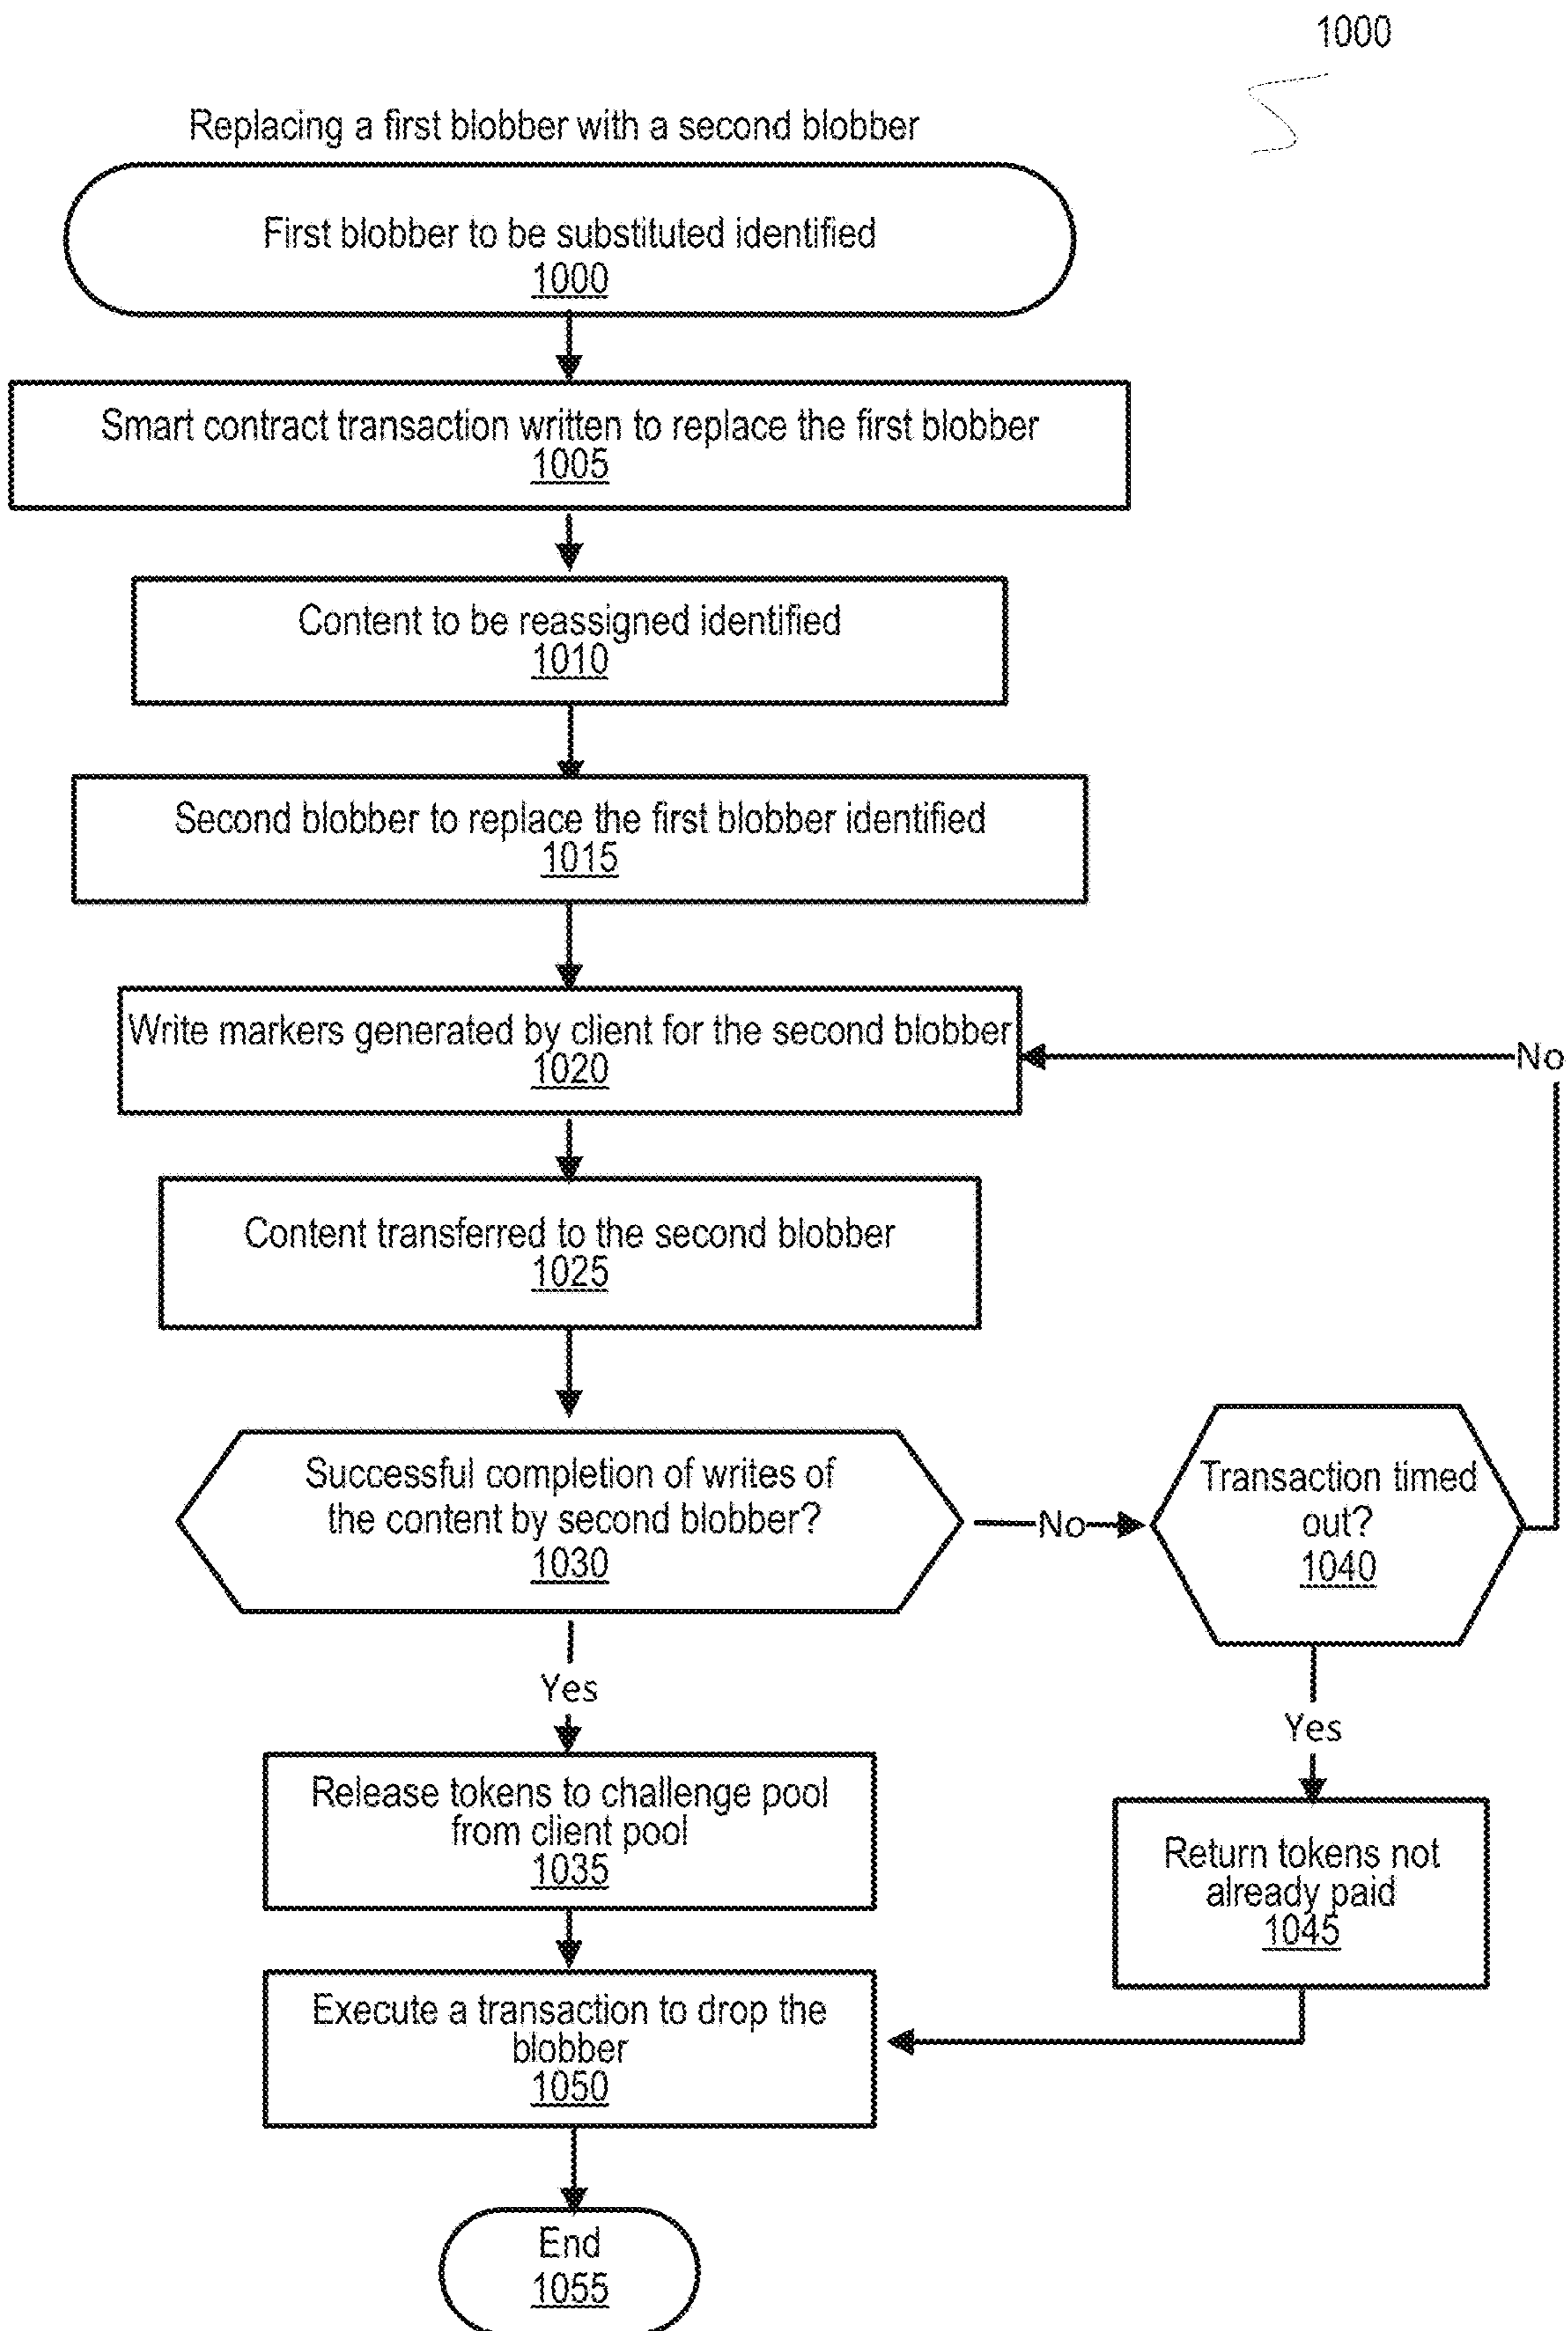 1000
Replacing a first blobber with a second blobber
First blobber to be substituted identified
1000
Smart contract transaction written to replace the first blobber
1005
Content to be reassigned identified
1010
Second blobber to replace the first blobber identified
1015
Write markers generated by client for the second blobber
1020
No
Content transferred to the second blobber
1025
Successful completion of writes of
the content by second blobber?
1030
No
Transaction timed
out?
1040
Yes
Yes
Release tokens to challenge pool
from client pool
1035
Return tokens not
already paid
1045
Execute a transaction to drop the
blobber
1050
End
1055